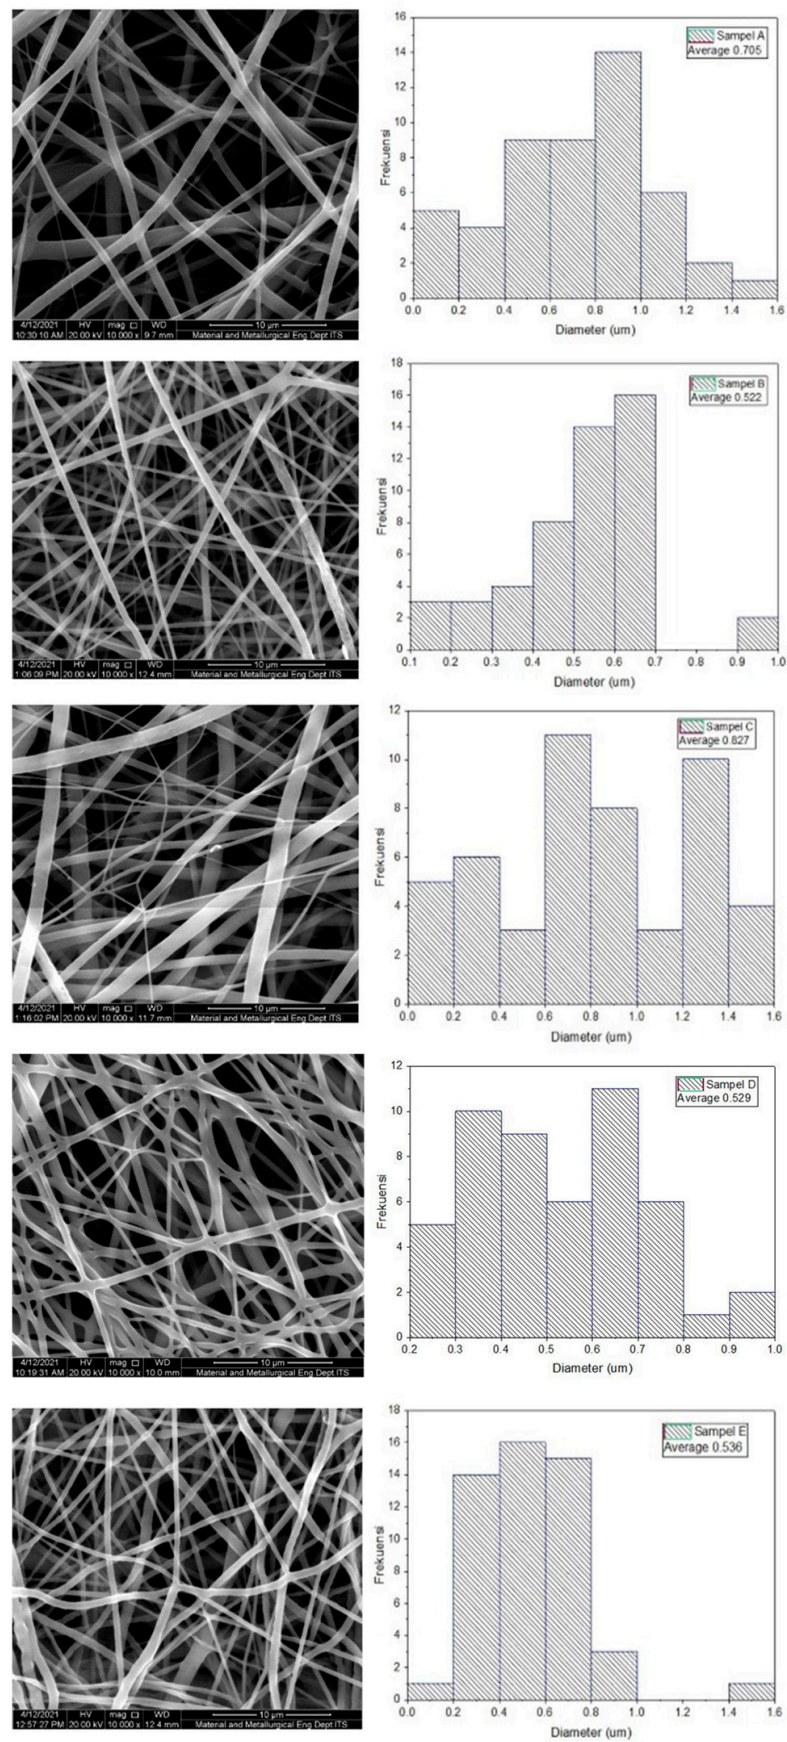 16
14
12
10
8
6
4
2
0
Frekuensi
Sampel A
Average 0.705
0.0 0.2 0.4 0.6 0.8 1.0 1.2 1.4 1.6
Diameter (um)
4/12/2021 HV mag WD 10 µm
10:30:10 AM 20.00 kV 10 000 x 9.7 mm Material and Metallurgical Eng Dept ITS
18
16
14
12
10
8
6
4
2
0
Frekuensi
Sampel B
Average 0.522
0.1 0.2 0.3 0.4 0.5 0.6 0.7 0.8 0.9 1.0
Diameter (um)
4/12/2021 HV mag WD 10 µm
1:06:09 PM 20.00 kV 10 000 x 12.4 mm Material and Metallurgical Eng Dept ITS
12
10
8
6
4
2
0
Frekuensi
Sampel C
Average 0.827
0.0 0.2 0.4 0.6 0.8 1.0 1.2 1.4 1.6
Diameter (um)
4/12/2021 HV mag WD 10 µm
1:16:02 PM 20.00 kV 10 000 x 11.7 mm Material and Metallurgical Eng Dept ITS
12
10
8
6
4
2
0
Frekuensi
Sampel D
Average 0.529
0.2 0.3 0.4 0.5 0.6 0.7 0.8 0.9 1.0
Diameter (um)
4/12/2021 HV mag WD 10 µm
10:19:31 AM 20.00 kV 10 000 x 10.0 mm Material and Metallurgical Eng Dept ITS
18
16
14
12
10
8
6
4
2
0
Frekuensi
Sampel E
Average 0.536
0.0 0.2 0.4 0.6 0.8 1.0 1.2 1.4 1.6
Diameter (um)
4/12/2021 HV mag WD 10 µm
12:57:27 PM 20.00 kV 10 000 x 12.4 mm Material and Metallurgical Eng Dept ITS